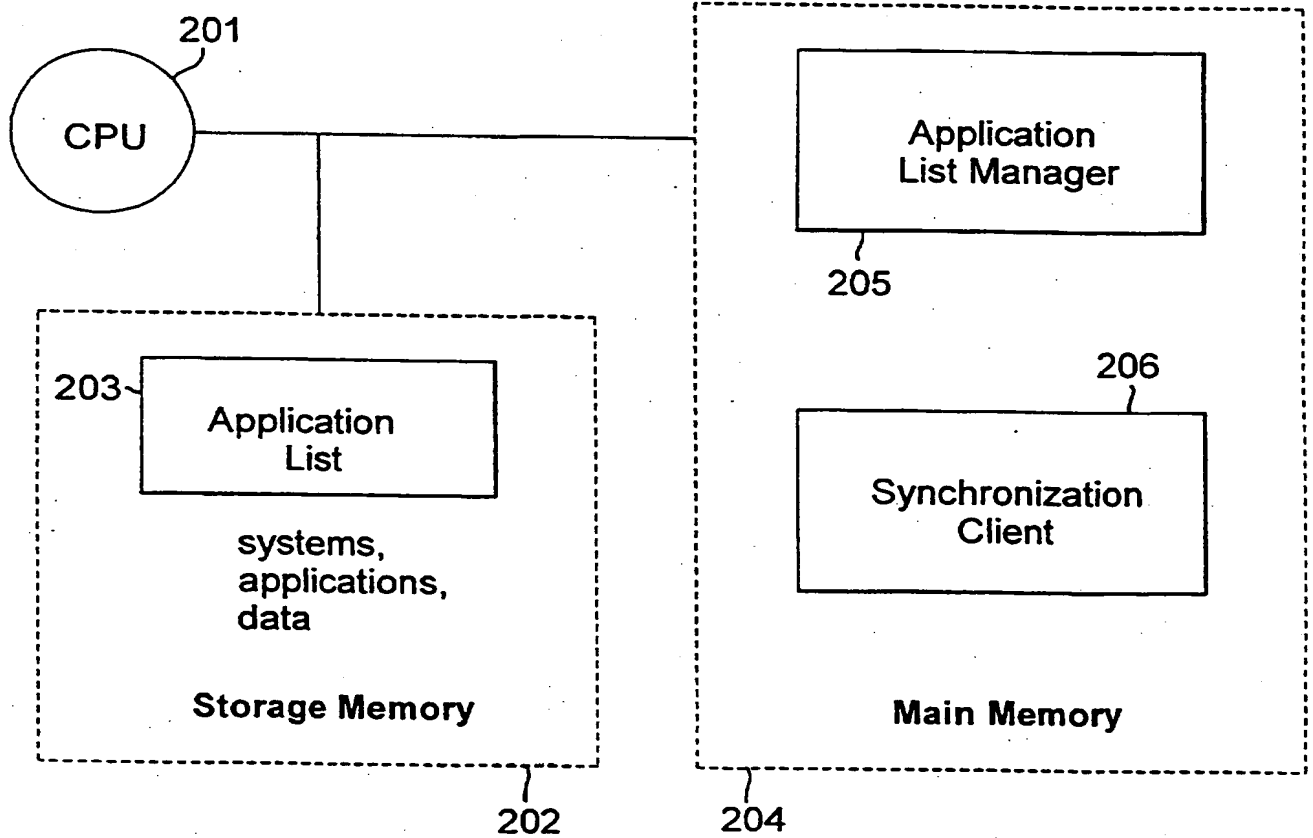 201
CPU
Application
List Manager
205
203
Application
List
systems,
applications,
data
Storage Memory
202
206
Synchronization
Client
Main Memory
204